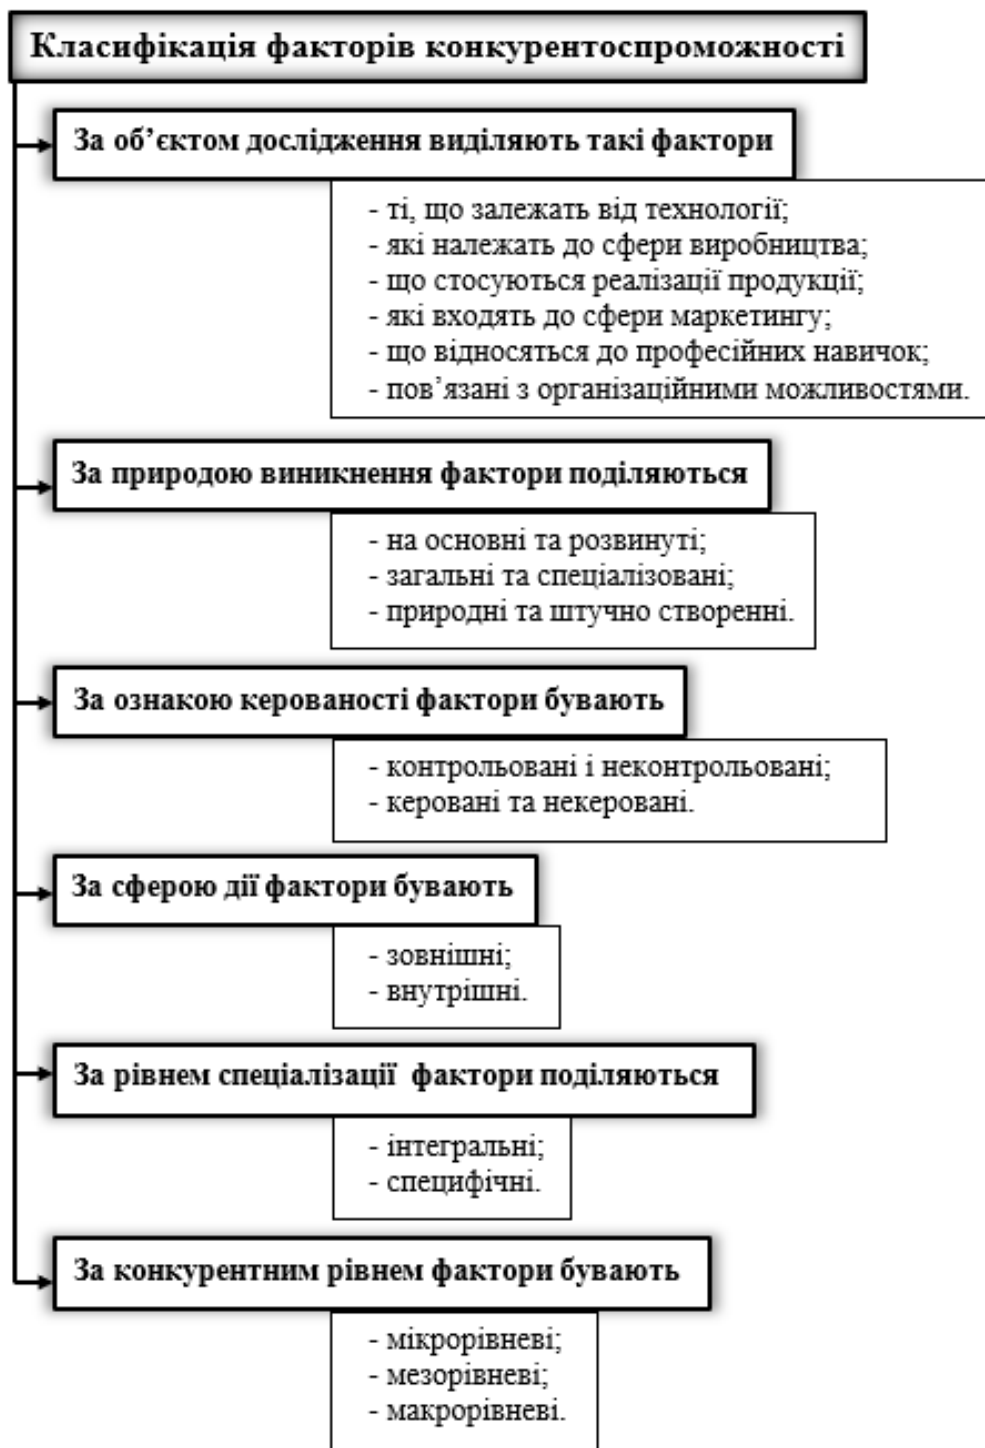 Класифікація факторів конкурентоспроможності
За об’єктом дослідження виділяють такі фактори
- ті, що залежать від технології;
- які належать до сфери виробництва;
- що стосуються реалізації продукції;
- які входять до сфери маркетингу;
- що відносяться до професійних навичок;
- пов’язані з організаційними можливостями.
За природою виникнення фактори поділяються
- на основні та розвинуті;
- загальні та спеціалізовані;
- природні та штучно створенні.
За ознакою керованості фактори бувають
- контрольовані і неконтрольовані;
- керовані та некеровані.
За сферою дії фактори бувають
- зовнішні;
- внутрішні.
За рівнем спеціалізації фактори поділяються
- інтегральні;
- специфічні.
За конкурентним рівнем фактори бувають
- мікрорівневі;
- мезорівневі;
- макрорівневі.